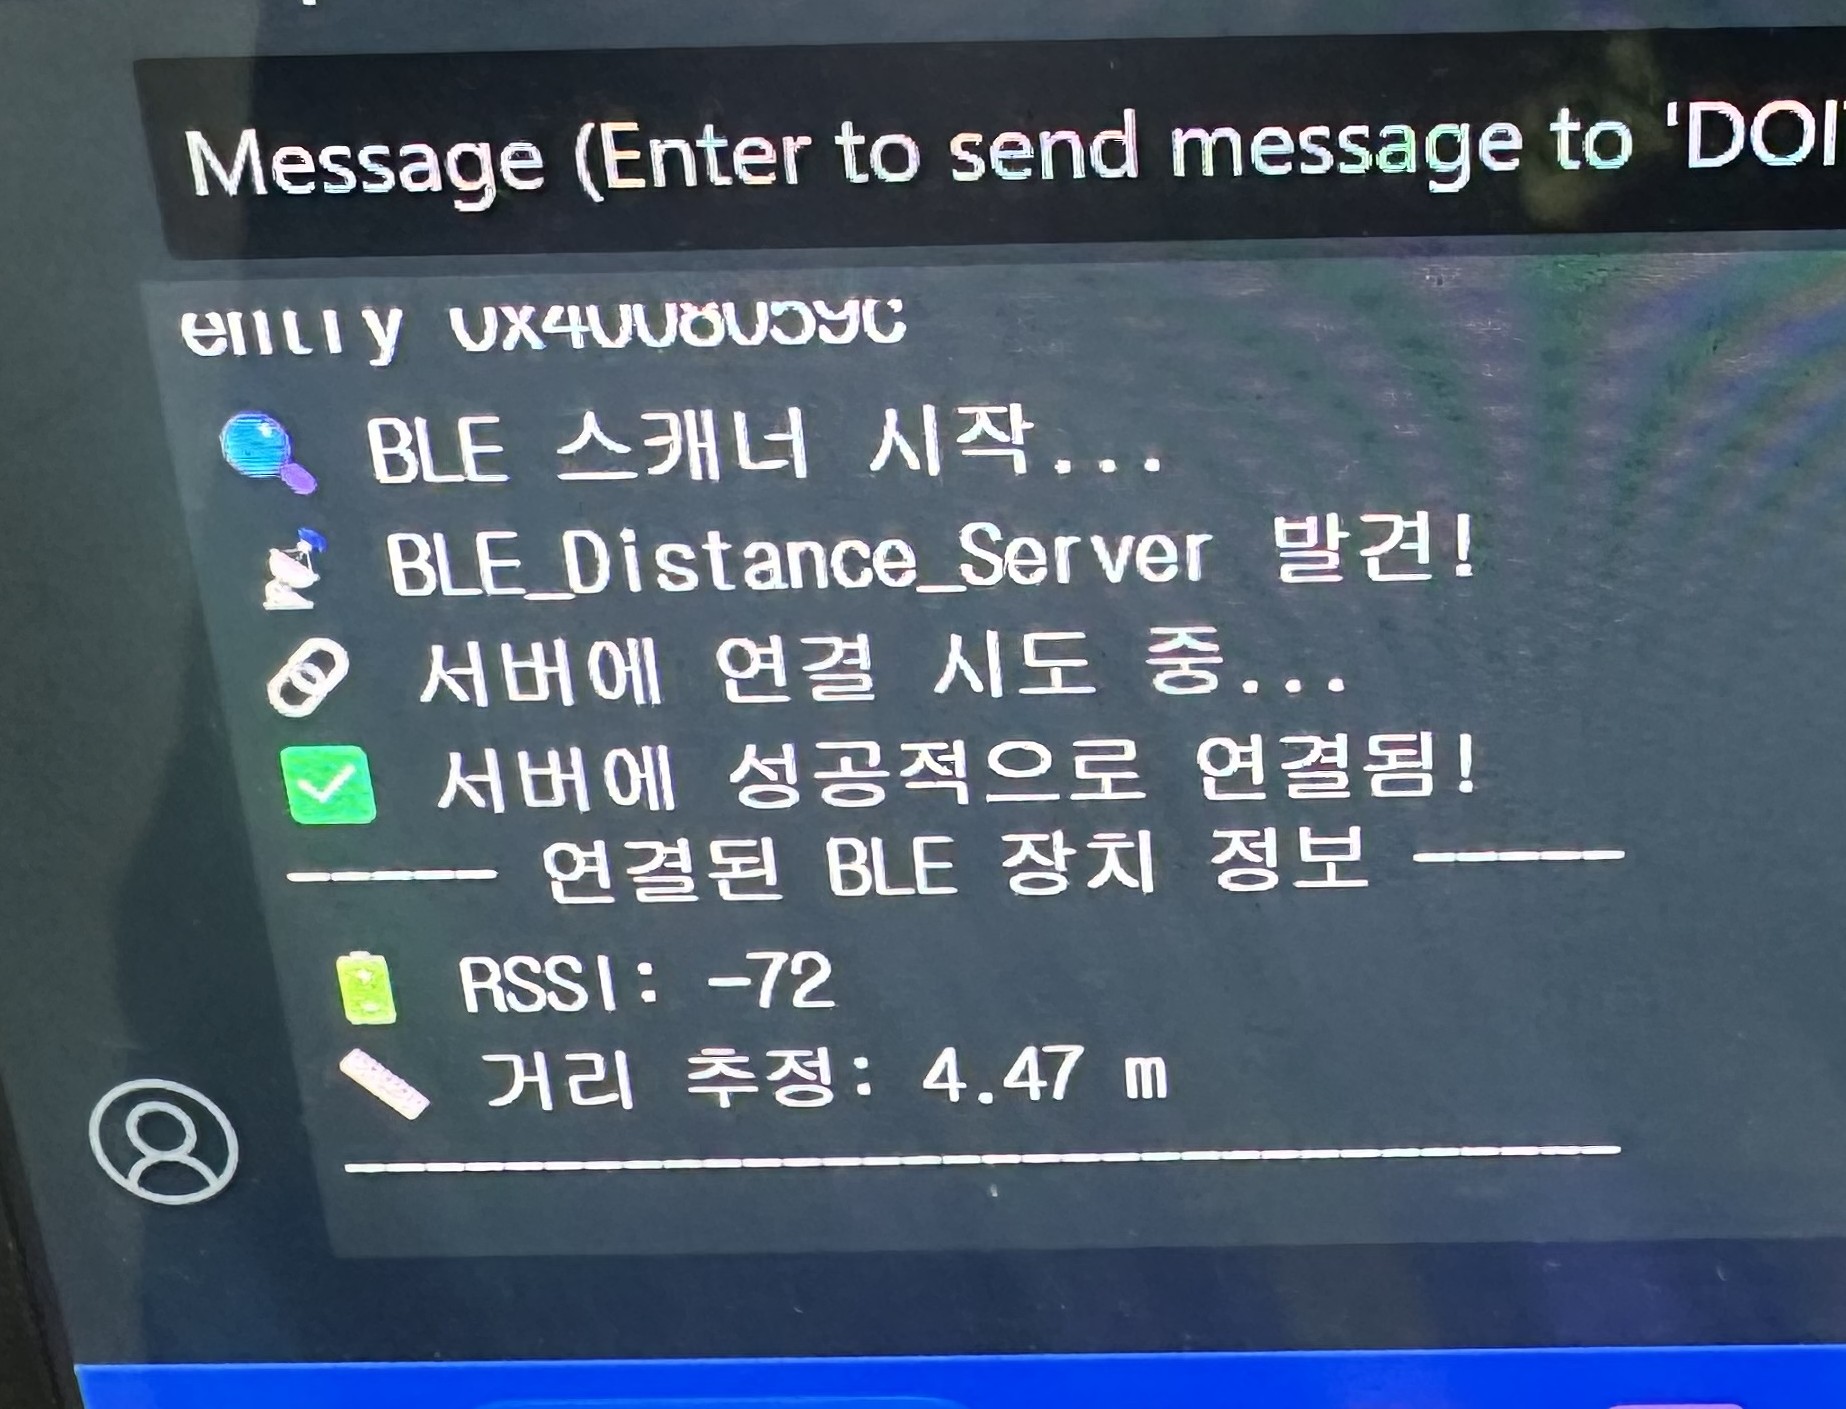 Message (Enter to send message to 'DOI
entry 0x4008059c
🔍 BLE 스캐너 시작...
📡 BLE_Distance_Server 발견!
🔗 서버에 연결 시도 중...
✅ 서버에 성공적으로 연결됨!
────── 연결된 BLE 장치 정보 ──────
🔋 RSSI: -72
📏 거리 추정: 4.47 m